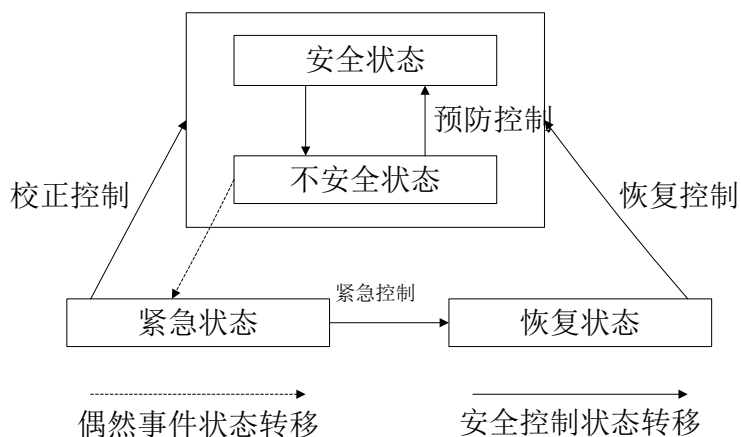 安全状态
预防控制
不安全状态
校正控制
恢复控制
紧急控制
紧急状态
恢复状态
偶然事件状态转移
安全控制状态转移